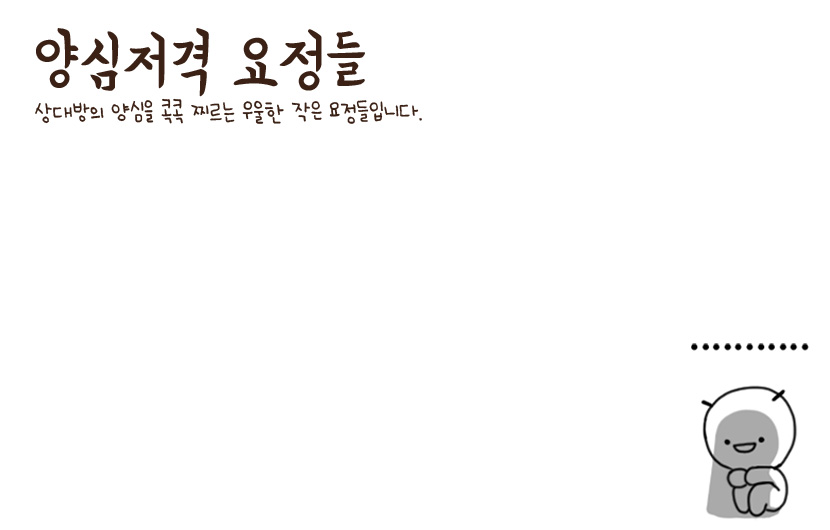 양심저격 요정들
상대방의 양심을 콕콕 찌르는 우울한 작은 요정들입니다.
...........